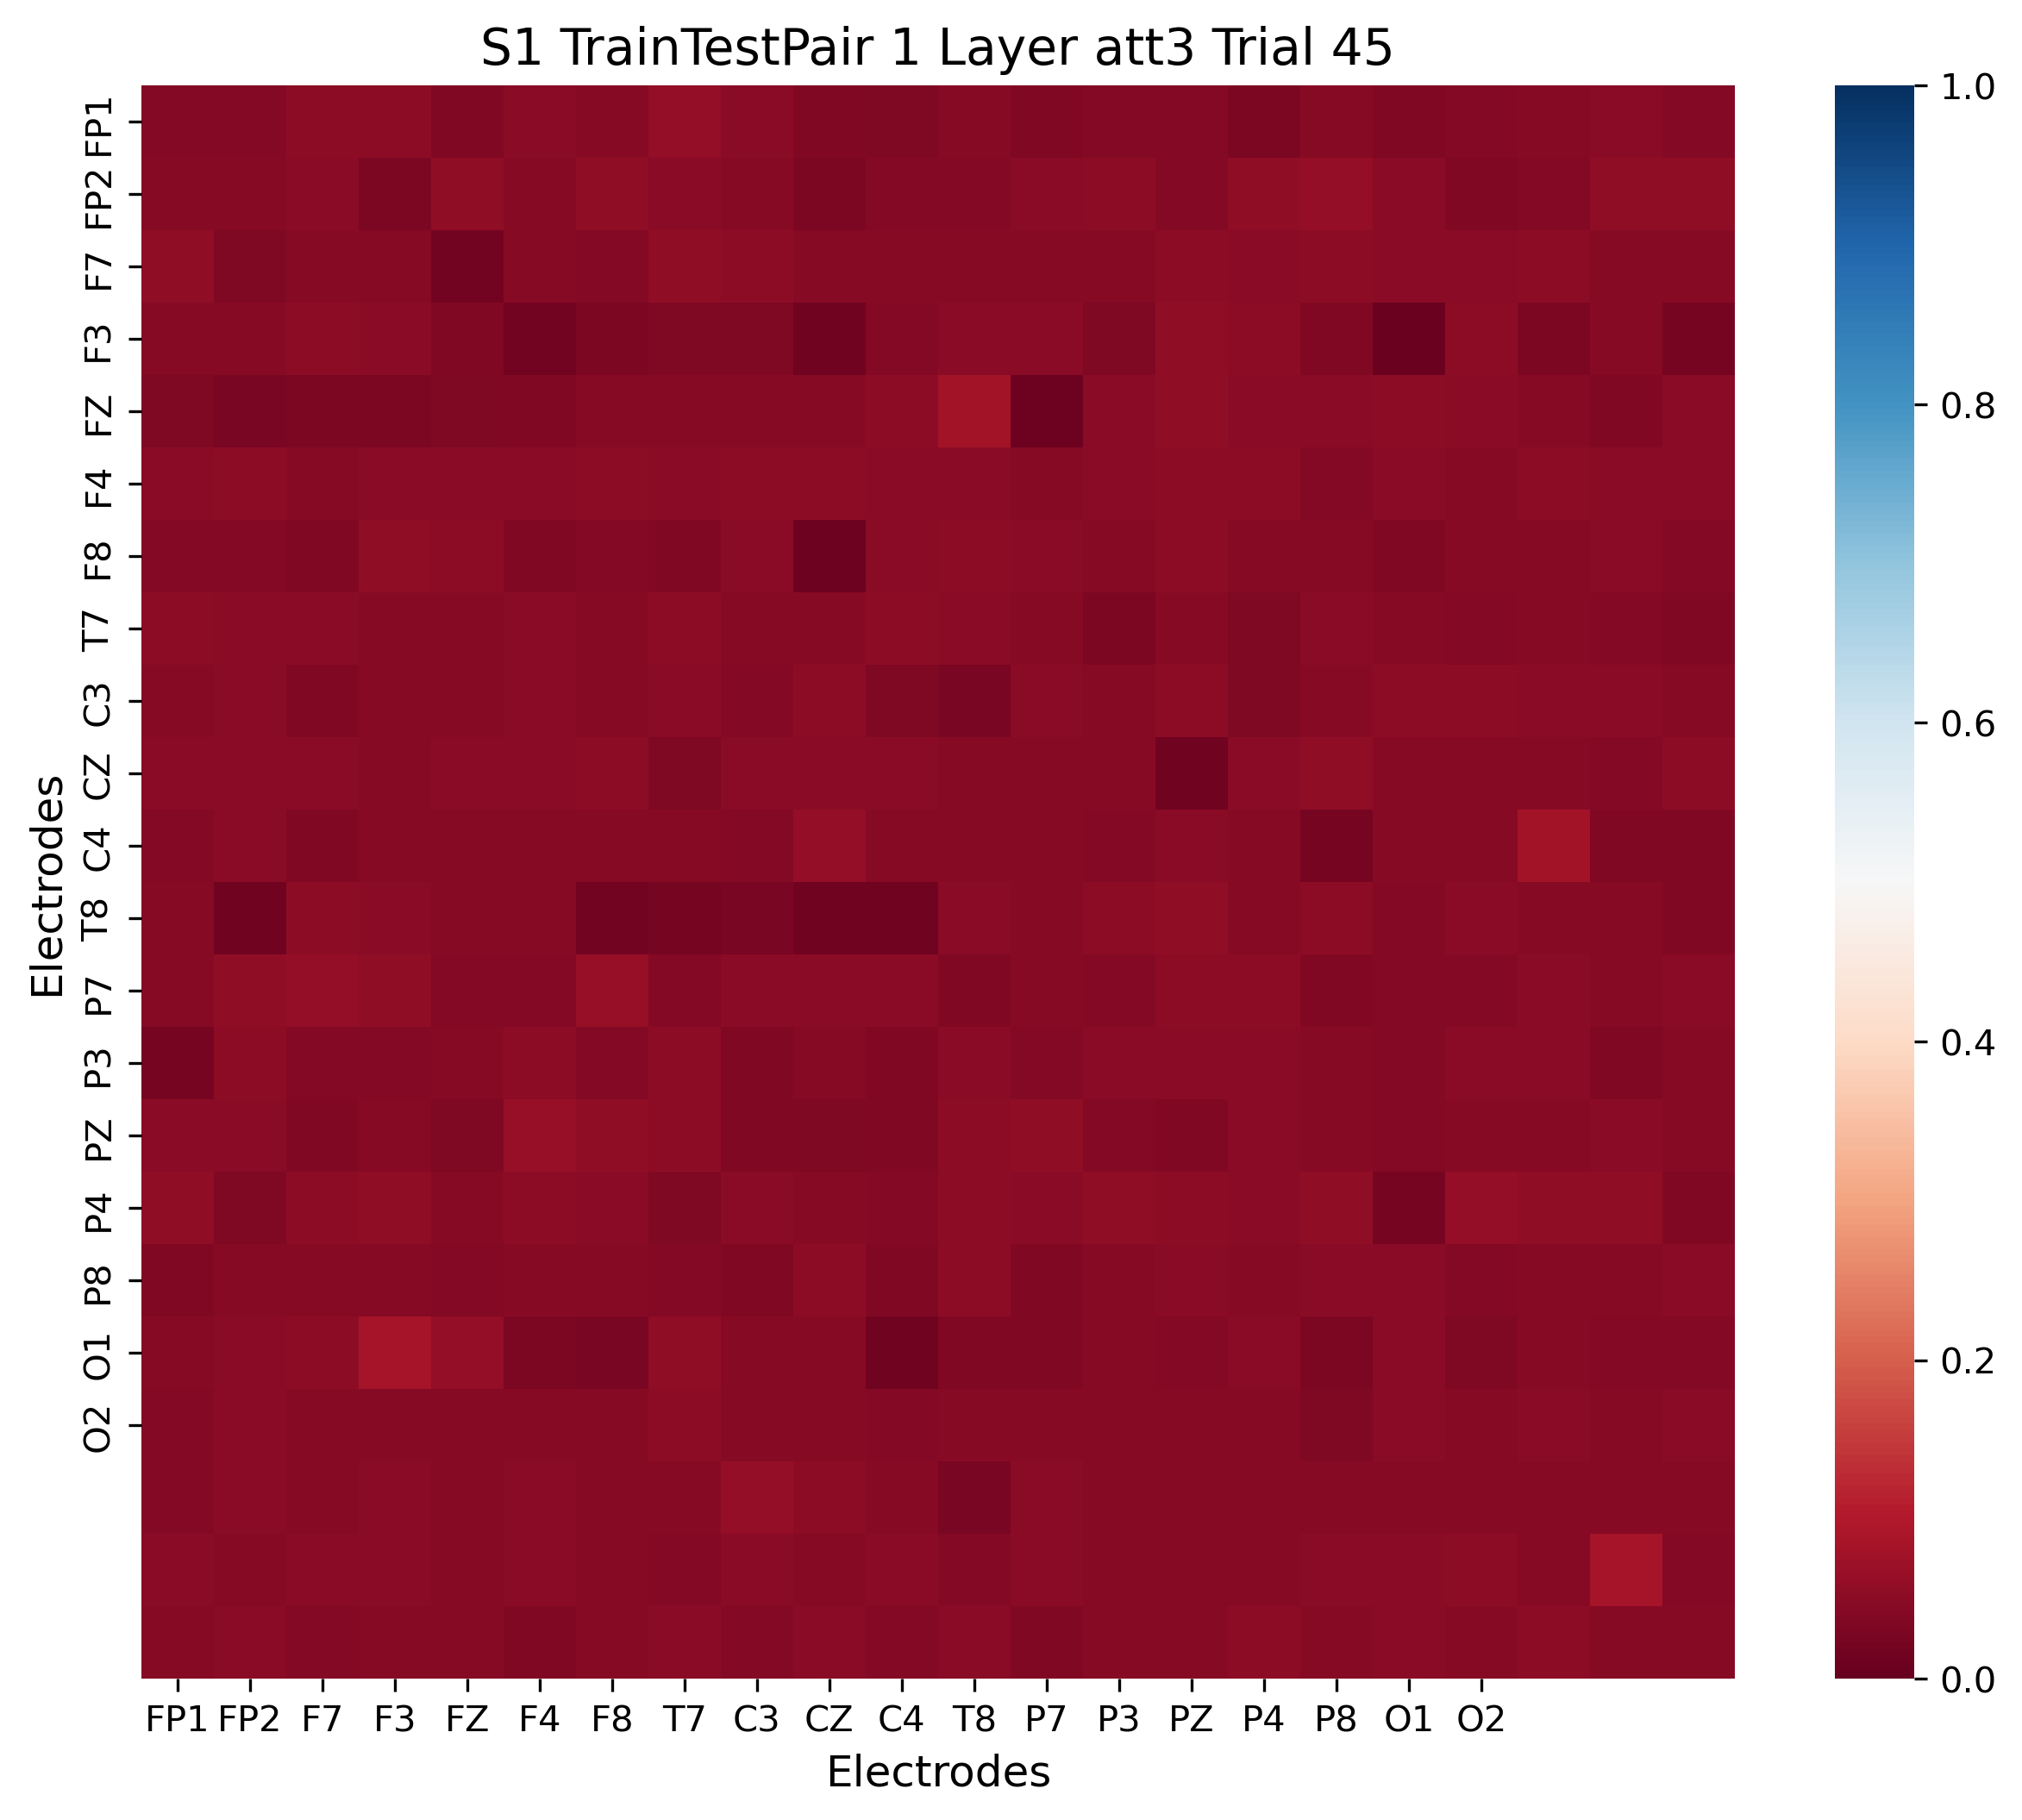 S1 TrainTestPair 1 Layer att3 Trial 45
Electrodes
FP1
FP2
F7
F3
FZ
F4
F8
T7
C3
CZ
C4
T8
P7
P3
PZ
P4
P8
O1
O2
FP1 FP2 F7 F3 FZ F4 F8 T7 C3 CZ C4 T8 P7 P3 PZ P4 P8 O1 O2
Electrodes
1.0
0.8
0.6
0.4
0.2
0.0